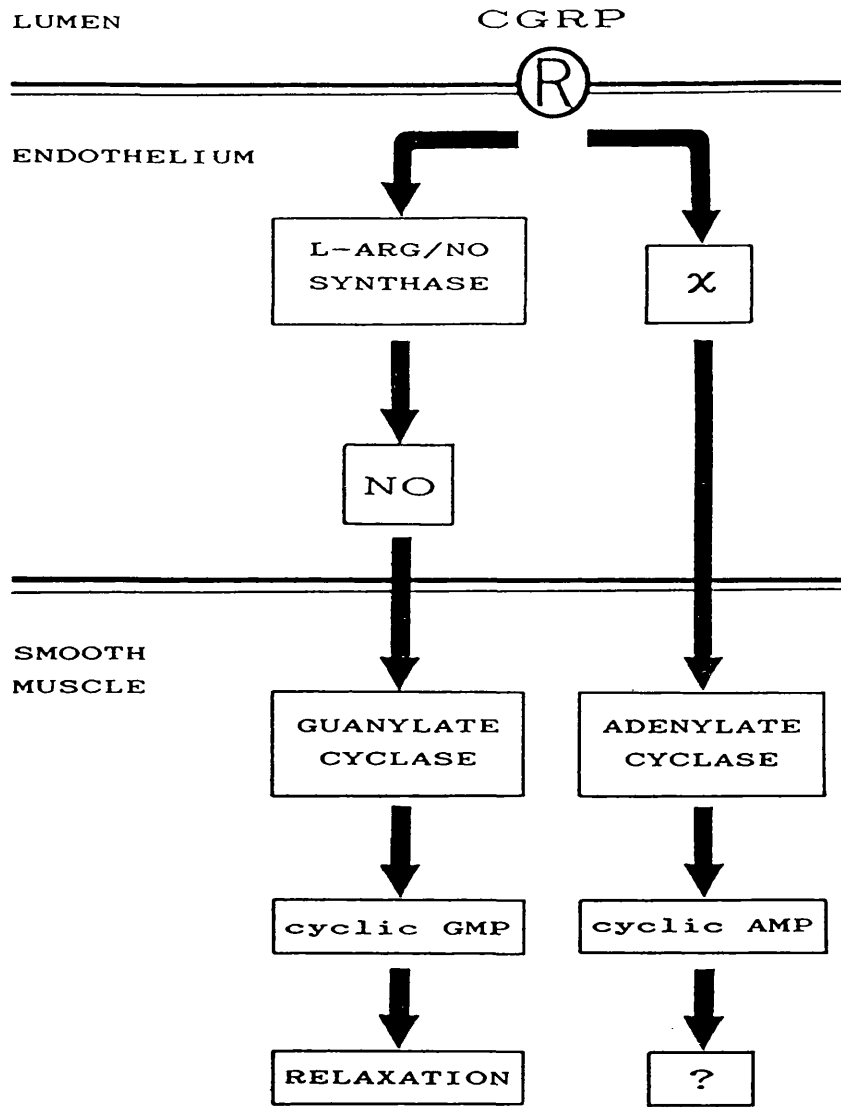 LUMEN
CGRP
R
ENDOTHELIUM
L-ARG/NO
SYNTHASE
x
NO
SMOOTH
MUSCLE
GUANYLATE
CYCLASE
ADENYLATE
CYCLASE
cyclic GMP
cyclic AMP
RELAXATION
?